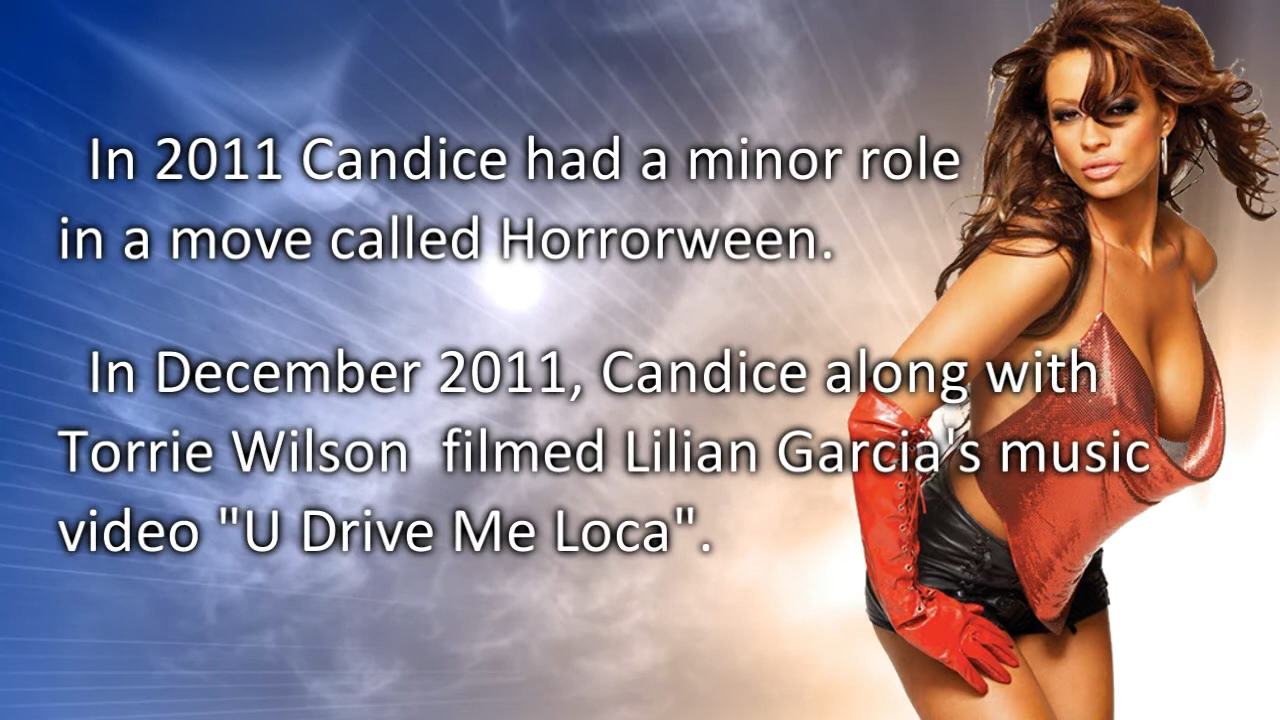 In 2011 Candice had a minor role
in a move called Horrorween.
In December 2011, Candice along with
Torrie Wilson  filmed Lilian Garcia's music
video "U Drive Me Loca".